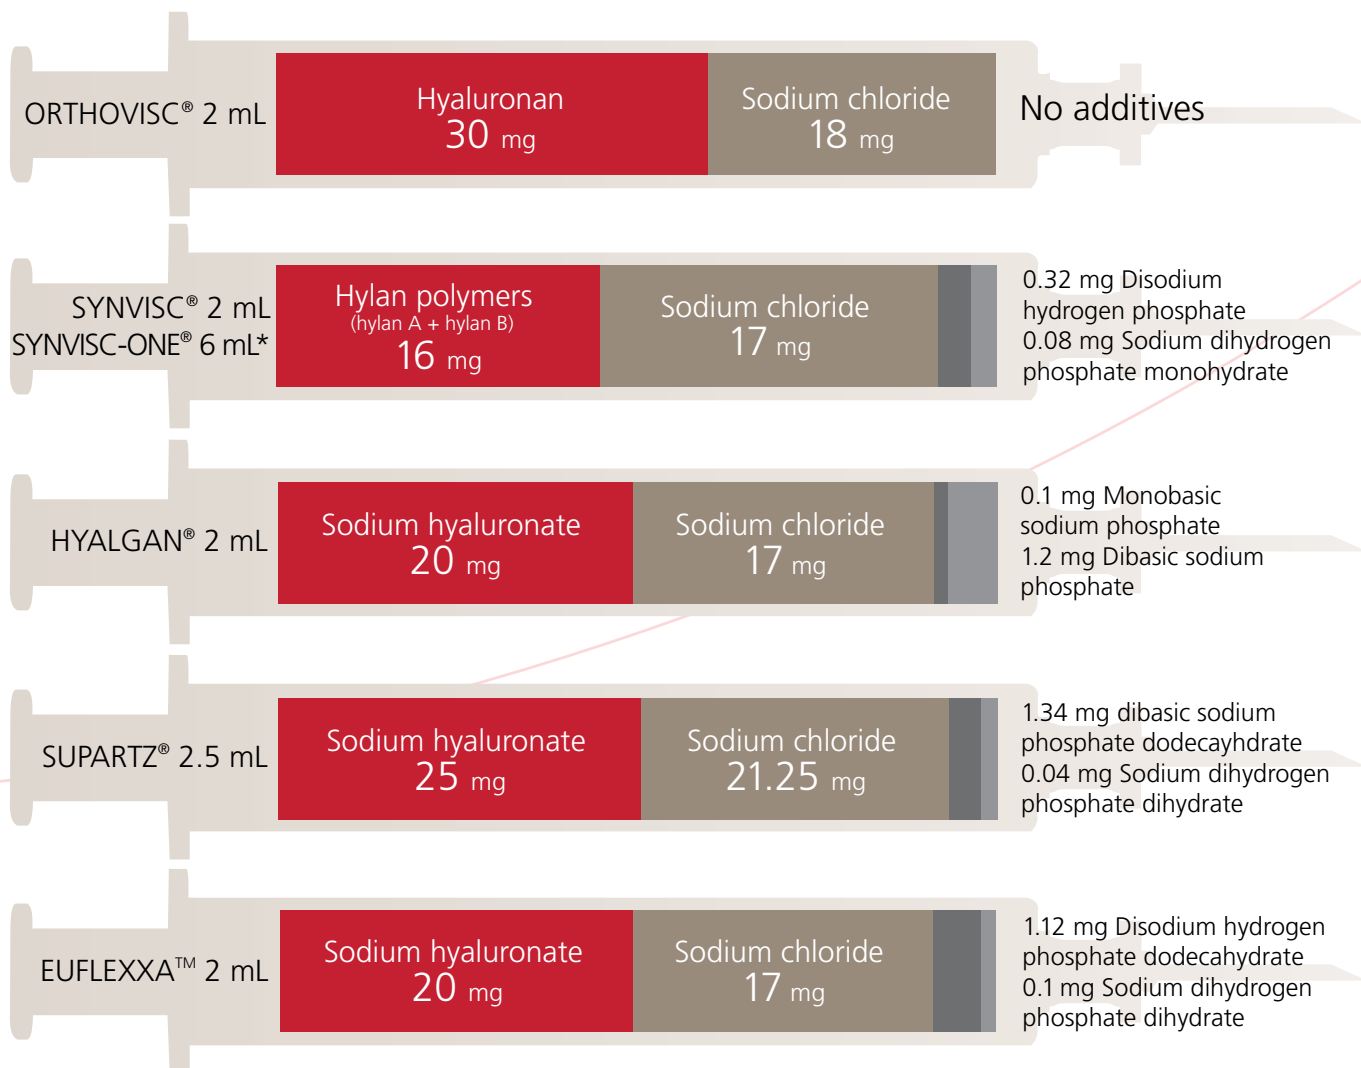 ORTHOVISC® 2 mL
Hyaluronan
30 mg
Sodium chloride
18 mg
No additives
SYNVISC® 2 mL
SYNVISC-ONE® 6 mL*
Hylan polymers
(hylan A + hylan B)
16 mg
Sodium chloride
17 mg
0.32 mg Disodium
hydrogen phosphate
0.08 mg Sodium dihydrogen
phosphate monohydrate
HYALGAN® 2 mL
Sodium hyaluronate
20 mg
Sodium chloride
17 mg
0.1 mg Monobasic
sodium phosphate
1.2 mg Dibasic sodium
phosphate
SUPARTZ® 2.5 mL
Sodium hyaluronate
25 mg
Sodium chloride
21.25 mg
1.34 mg dibasic sodium
phosphate dodecayhdrate
0.04 mg Sodium dihydrogen
phosphate dihydrate
EUFLEXXA™ 2 mL
Sodium hyaluronate
20 mg
Sodium chloride
17 mg
1.12 mg Disodium hydrogen
phosphate dodecahydrate
0.1 mg Sodium dihydrogen
phosphate dihydrate